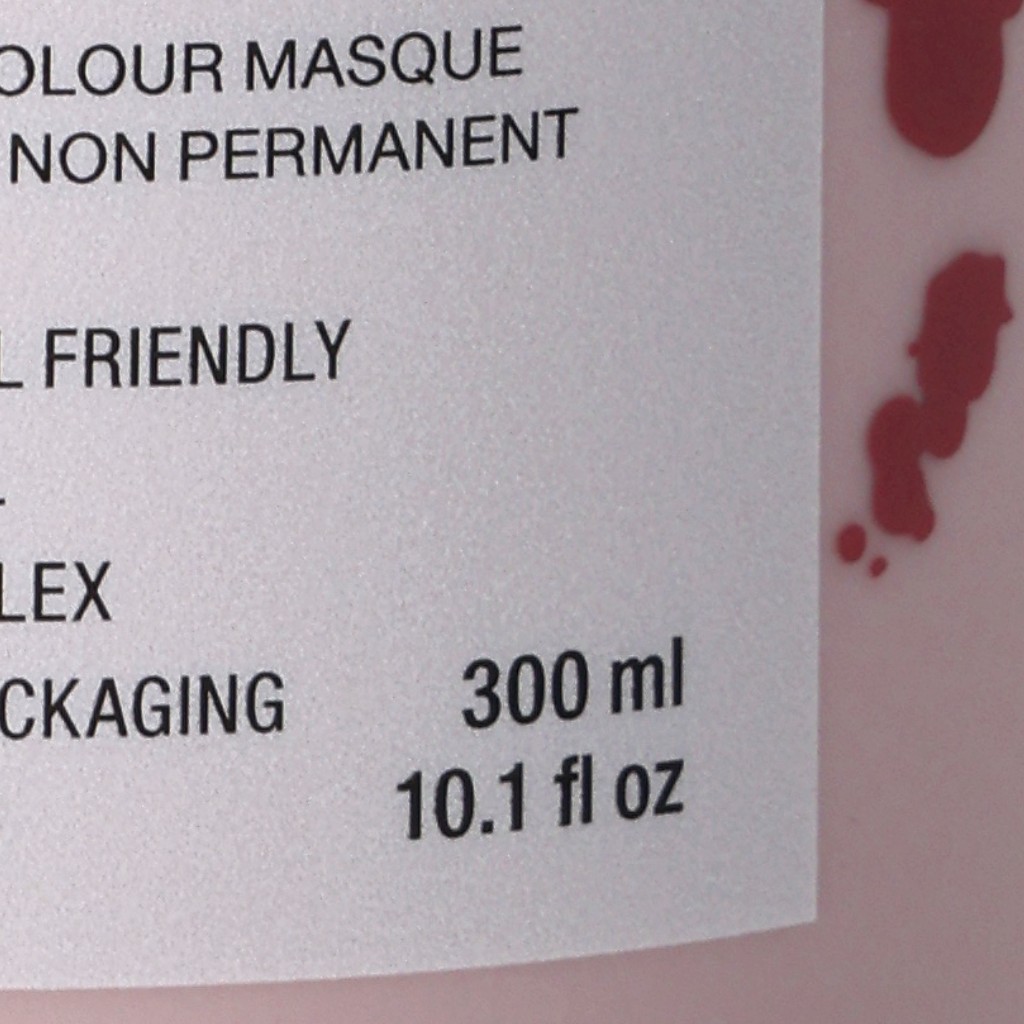 OLOUR MASQUE
NON PERMANENT
L FRIENDLY
LEX
CKAGING
300 ml
10.1 fl oz